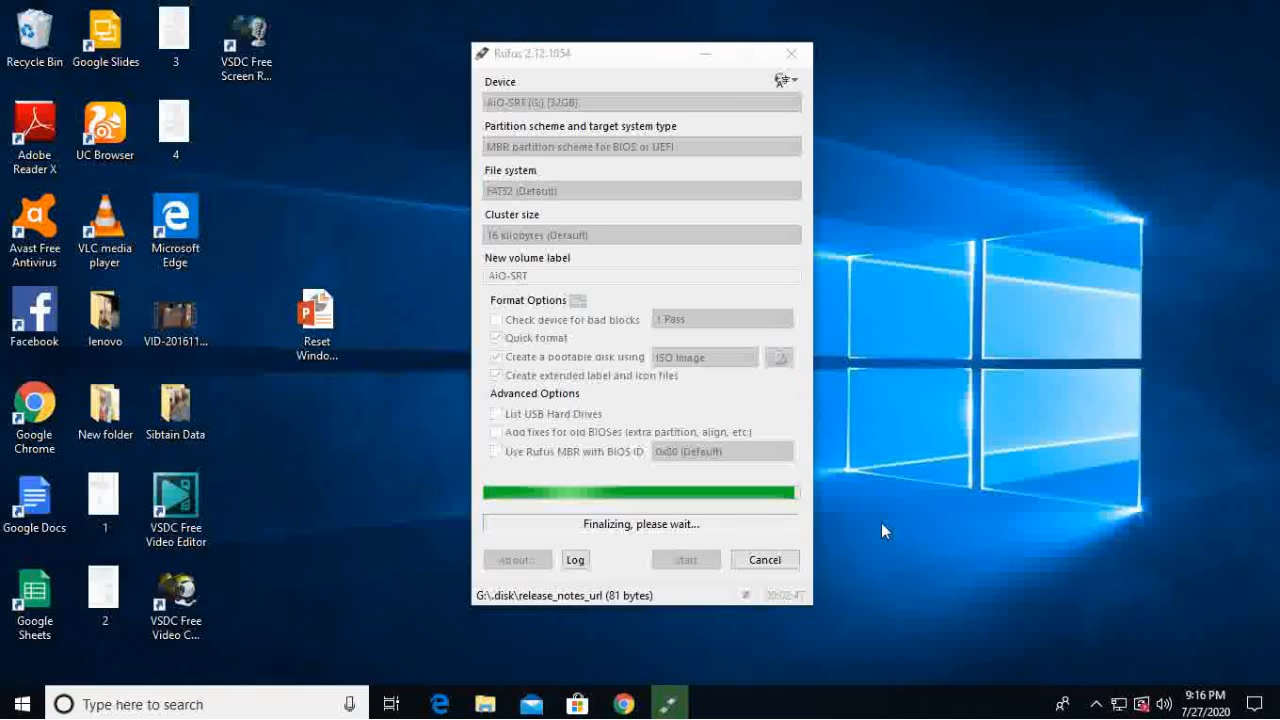 Recycle Bin
Google Slides
3
VSDC Free
Screen R...
Adobe
Reader X
UC Browser
4
Avast Free
Antivirus
VLC media
player
Microsoft
Edge
Facebook
lenovo
VID-201611...
Reset
Windo...
Google
Chrome
New folder
Sibtain Data
Google Docs
1
VSDC Free
Video Editor
Google
Sheets
2
VSDC Free
Video C...
Rufus 2.12.1054
Device
AiO-SRT (G:) [32GB]
Partition scheme and target system type
MBR partition scheme for BIOS or UEFI
File system
FAT32 (Default)
Cluster size
16 kilobytes (Default)
New volume label
AiO-SRT
Format Options
Check device for bad blocks
1 Pass
Quick format
Create a bootable disk using
ISO Image
Create extended label and icon files
Advanced Options
List USB Hard Drives
Add fixes for old BIOSes (extra partition, align, etc.)
Use Rufus MBR with BIOS ID
0x80 (Default)
Finalizing, please wait...
About...
Log
Start
Cancel
G:\.disk\release_notes_url (81 bytes)
00:02:47
Type here to search
9:16 PM
7/27/2020